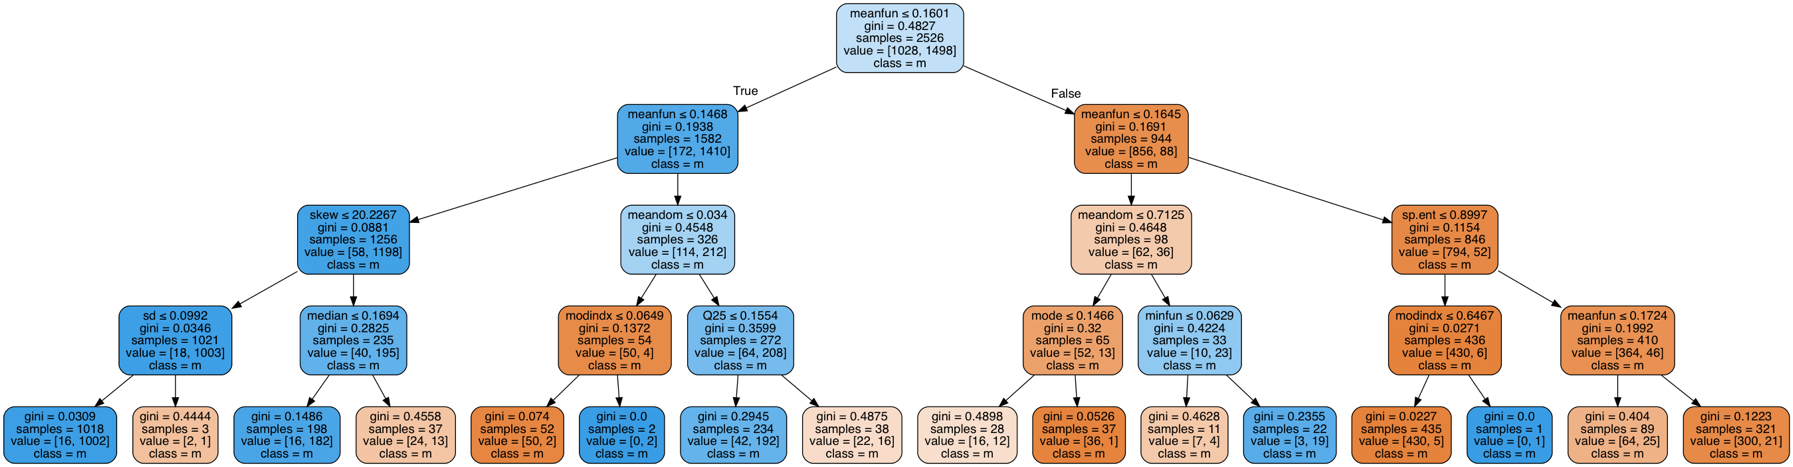 meanfun ≤ 0.1601
gini = 0.4827
samples = 2526
value = [1028, 1498]
class = m
True
False
meanfun ≤ 0.1468
gini = 0.1938
samples = 1582
value = [172, 1410]
class = m
meanfun ≤ 0.1645
gini = 0.1691
samples = 944
value = [856, 88]
class = m
skew ≤ 20.2267
gini = 0.0881
samples = 1256
value = [58, 1198]
class = m
meandom ≤ 0.034
gini = 0.4548
samples = 326
value = [114, 212]
class = m
meandom ≤ 0.7125
gini = 0.4648
samples = 98
value = [62, 36]
class = m
sp.ent ≤ 0.8997
gini = 0.1154
samples = 846
value = [794, 52]
class = m
sd ≤ 0.0992
gini = 0.0346
samples = 1021
value = [18, 1003]
class = m
median ≤ 0.1694
gini = 0.2825
samples = 235
value = [40, 195]
class = m
modindx ≤ 0.0649
gini = 0.1372
samples = 54
value = [50, 4]
class = m
Q25 ≤ 0.1554
gini = 0.3599
samples = 272
value = [64, 208]
class = m
mode ≤ 0.1466
gini = 0.32
samples = 65
value = [52, 13]
class = m
minfun ≤ 0.0629
gini = 0.4224
samples = 33
value = [10, 23]
class = m
modindx ≤ 0.6467
gini = 0.0271
samples = 436
value = [430, 6]
class = m
meanfun ≤ 0.1724
gini = 0.1992
samples = 410
value = [364, 46]
class = m
gini = 0.0309
samples = 1018
value = [16, 1002]
class = m
gini = 0.4444
samples = 3
value = [2, 1]
class = m
gini = 0.1486
samples = 198
value = [16, 182]
class = m
gini = 0.4558
samples = 37
value = [24, 13]
class = m
gini = 0.074
samples = 52
value = [50, 2]
class = m
gini = 0.0
samples = 2
value = [0, 2]
class = m
gini = 0.2945
samples = 234
value = [42, 192]
class = m
gini = 0.4875
samples = 38
value = [22, 16]
class = m
gini = 0.4898
samples = 28
value = [16, 12]
class = m
gini = 0.0526
samples = 37
value = [36, 1]
class = m
gini = 0.4628
samples = 11
value = [7, 4]
class = m
gini = 0.2355
samples = 22
value = [3, 19]
class = m
gini = 0.0227
samples = 435
value = [430, 5]
class = m
gini = 0.0
samples = 1
value = [0, 1]
class = m
gini = 0.404
samples = 89
value = [64, 25]
class = m
gini = 0.1223
samples = 321
value = [300, 21]
class = m